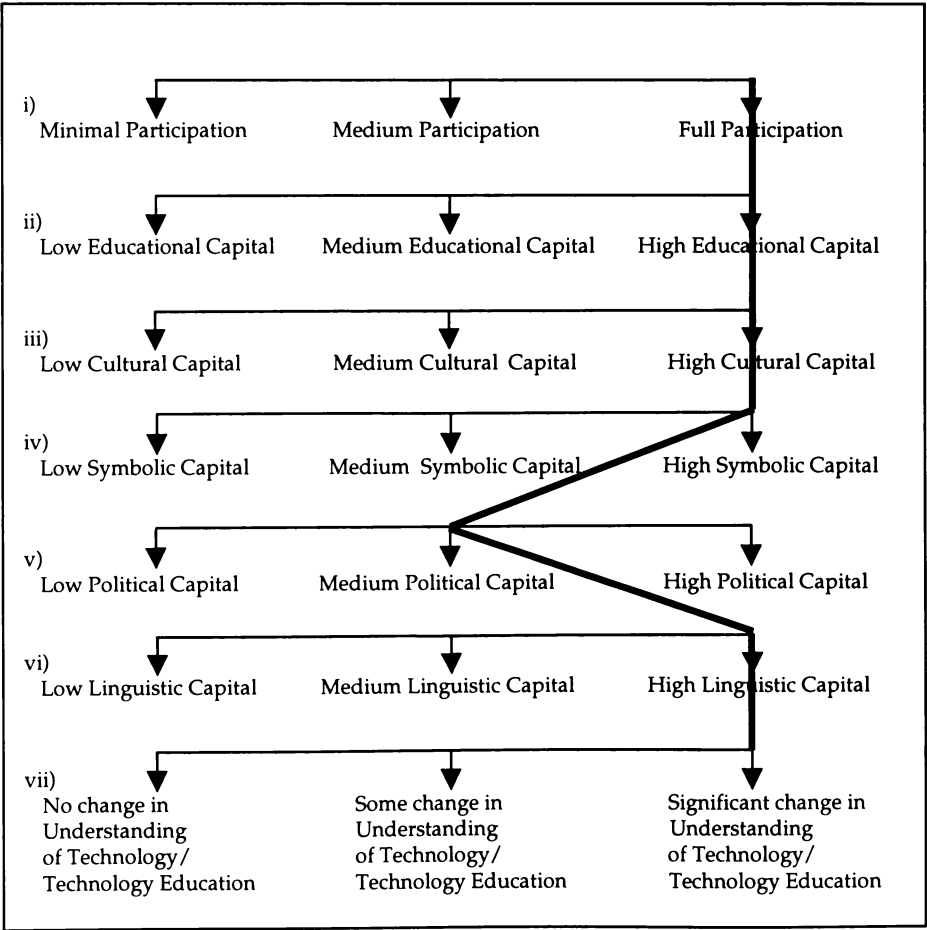 i)
Minimal Participation Medium Participation Full Participation
ii)
Low Educational Capital Medium Educational Capital High Educational Capital
iii)
Low Cultural Capital Medium Cultural Capital High Cultural Capital
iv)
Low Symbolic Capital Medium Symbolic Capital High Symbolic Capital
v)
Low Political Capital Medium Political Capital High Political Capital
vi)
Low Linguistic Capital Medium Linguistic Capital High Linguistic Capital
vii)
No change in Some change in Significant change in
Understanding Understanding Understanding
of Technology/ of Technology/ of Technology/
Technology Education Technology Education Technology Education